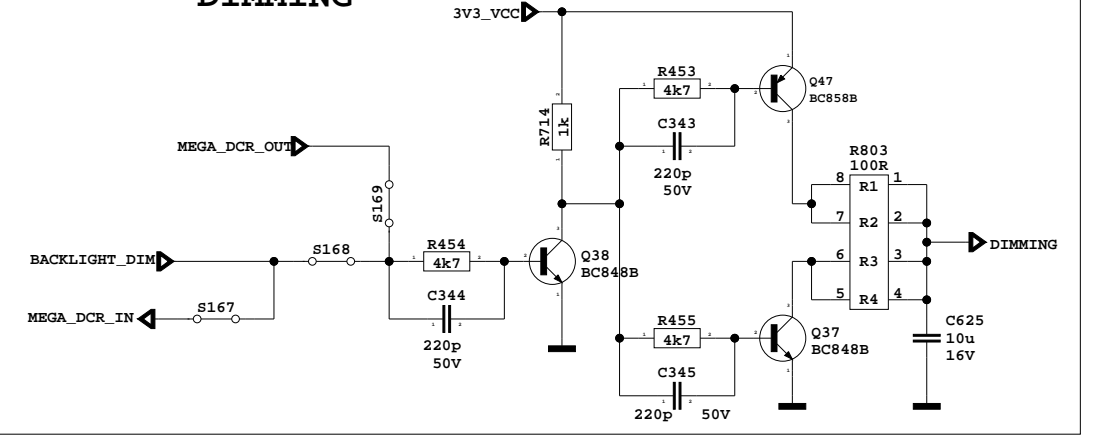 DIMMING
3V3_VCC
R453
4k7
Q47
BC858B
R714
1k
C343
220p
50V
MEGA_DCR_OUT
S169
R803
100R
8 R1 1
7 R2 2
6 R3 3
5 R4 4
DIMMING
BACKLIGHT_DIM
S168
R454
4k7
Q38
BC848B
MEGA_DCR_IN
S167
C344
220p
50V
R455
4k7
Q37
BC848B
C345
220p 50V
C625
10u
16V